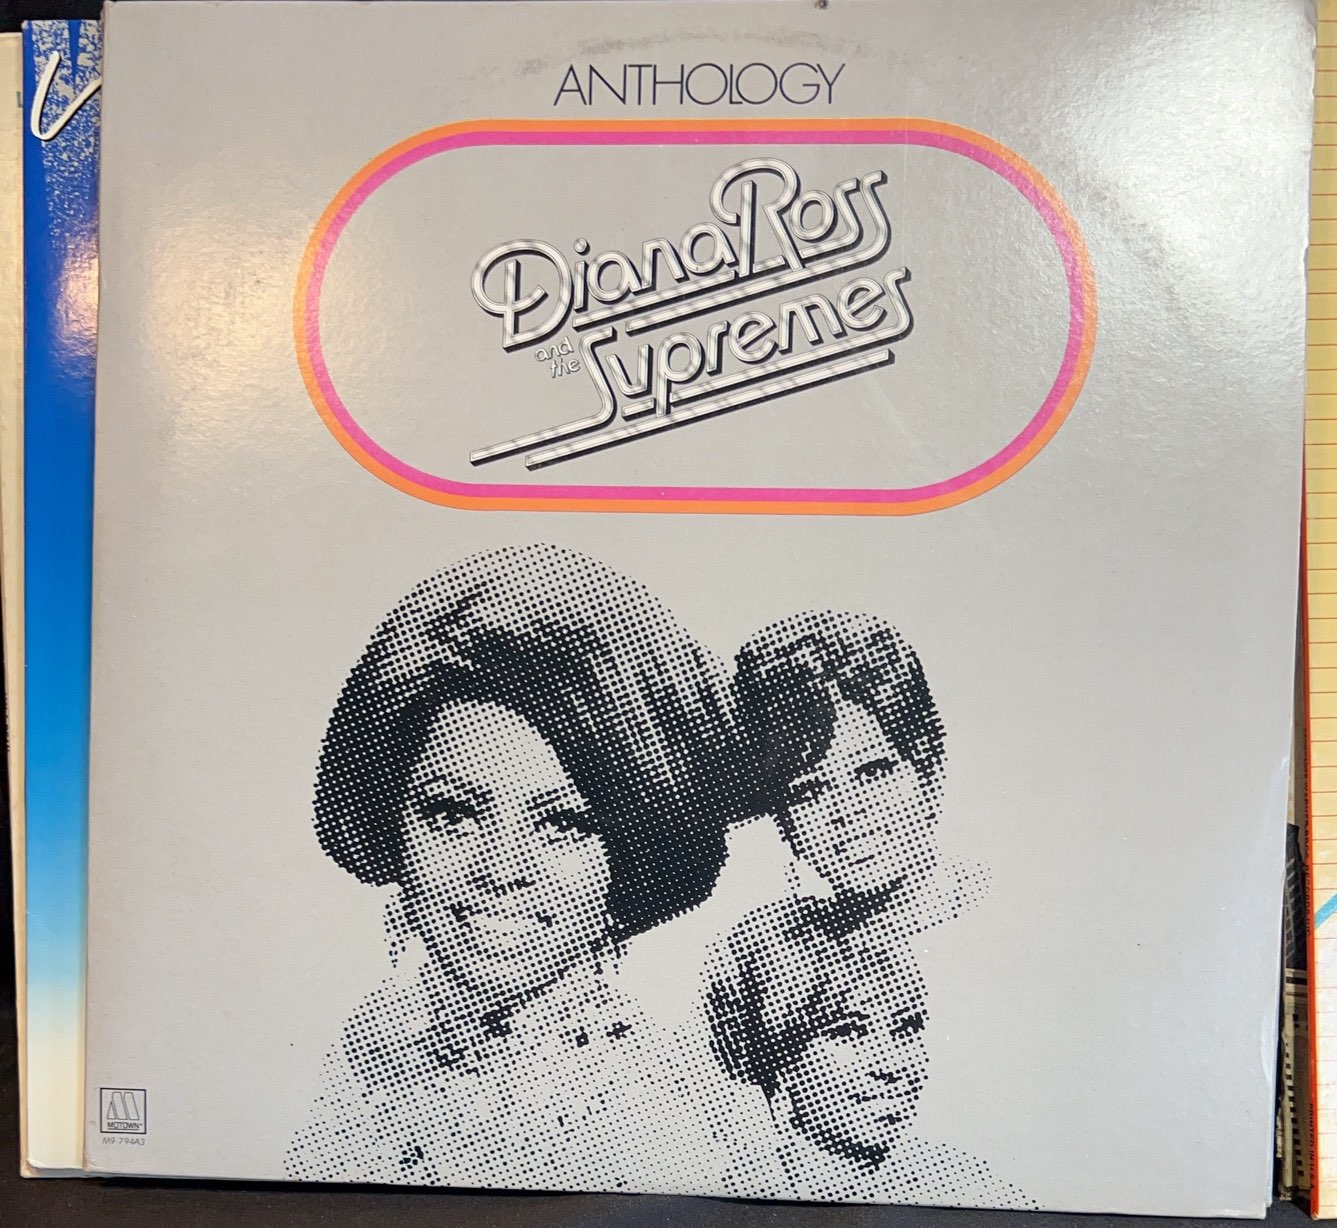 ANTHOLOGY
Diana Ross
and the
Supremes
MOTOWN
M9-794A3